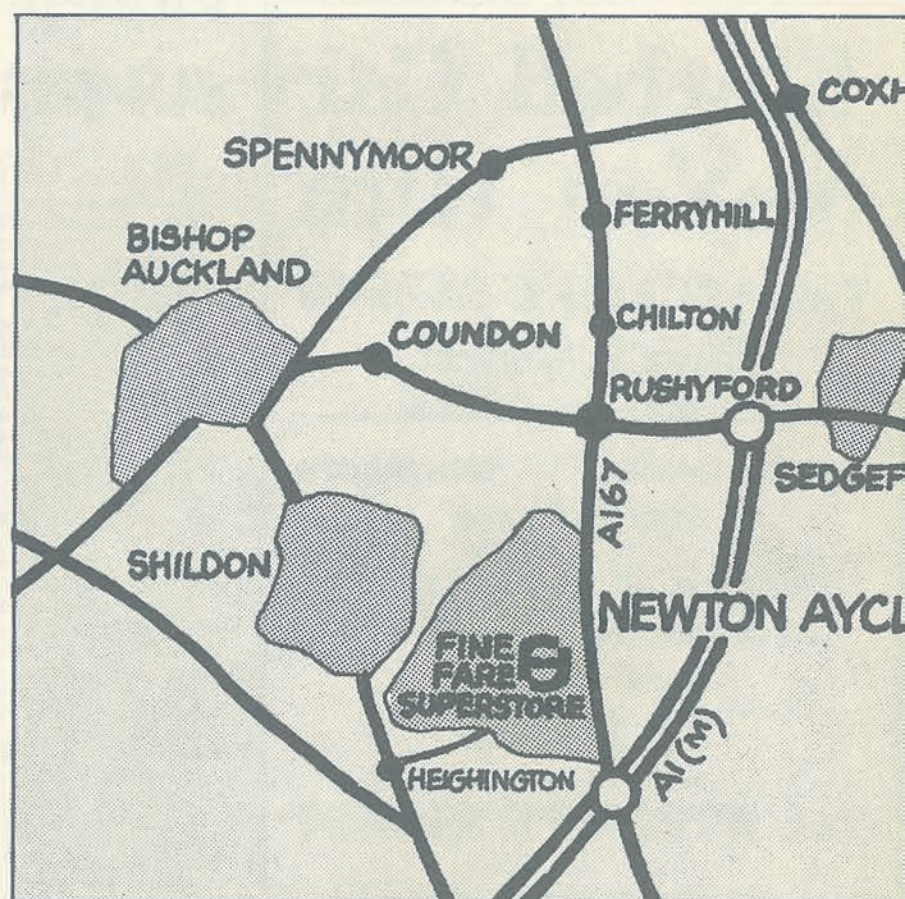 COXH
SPENNYMOOR
FERRYHILL
BISHOP
AUCKLAND
CHILTON
COUNDON
RUSHYFORD
SEDGEF
A167
SHILDON
NEWTON AYCL
FINE
FARE
SUPERSTORE
A1(M)
HEIGHINGTON